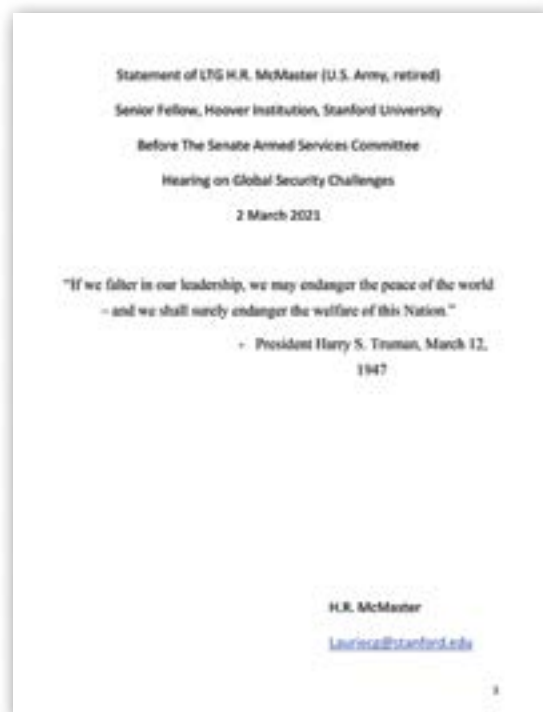 Statement of LTG H.R. McMaster (U.S. Army, retired)
Senior Fellow, Hoover Institution, Stanford University
Before The Senate Armed Services Committee
Hearing on Global Security Challenges
2 March 2021
"If we falter in our leadership, we may endanger the peace of the world
– and we shall surely endanger the welfare of this Nation."
- President Harry S. Truman, March 12,
1947
H.R. McMaster
1